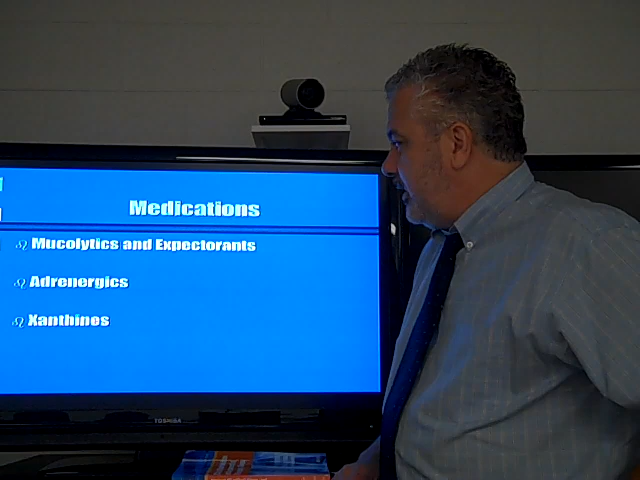 Medications
Mucolytics and Expectorants
Adrenergics
Xanthines
TOSHIBA